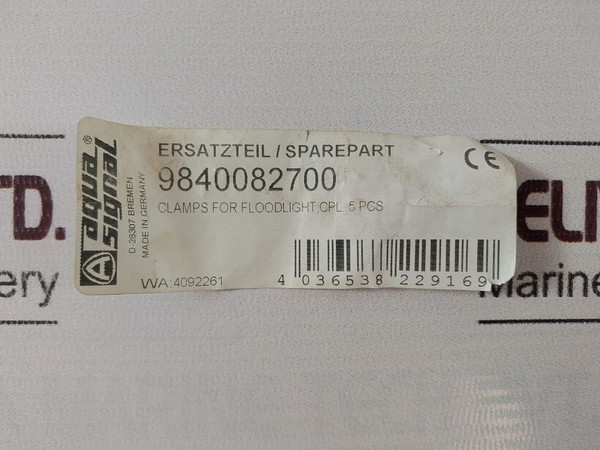 aqua signal®
D-28307 BREMEN
MADE IN GERMANY
ERSATZTEIL / SPAREPART
CE
9840082700
CLAMPS FOR FLOODLIGHT,CPL ,5 PCS
WA:4092261
4 036538 229169
LTD.
ery
ELI
Marine